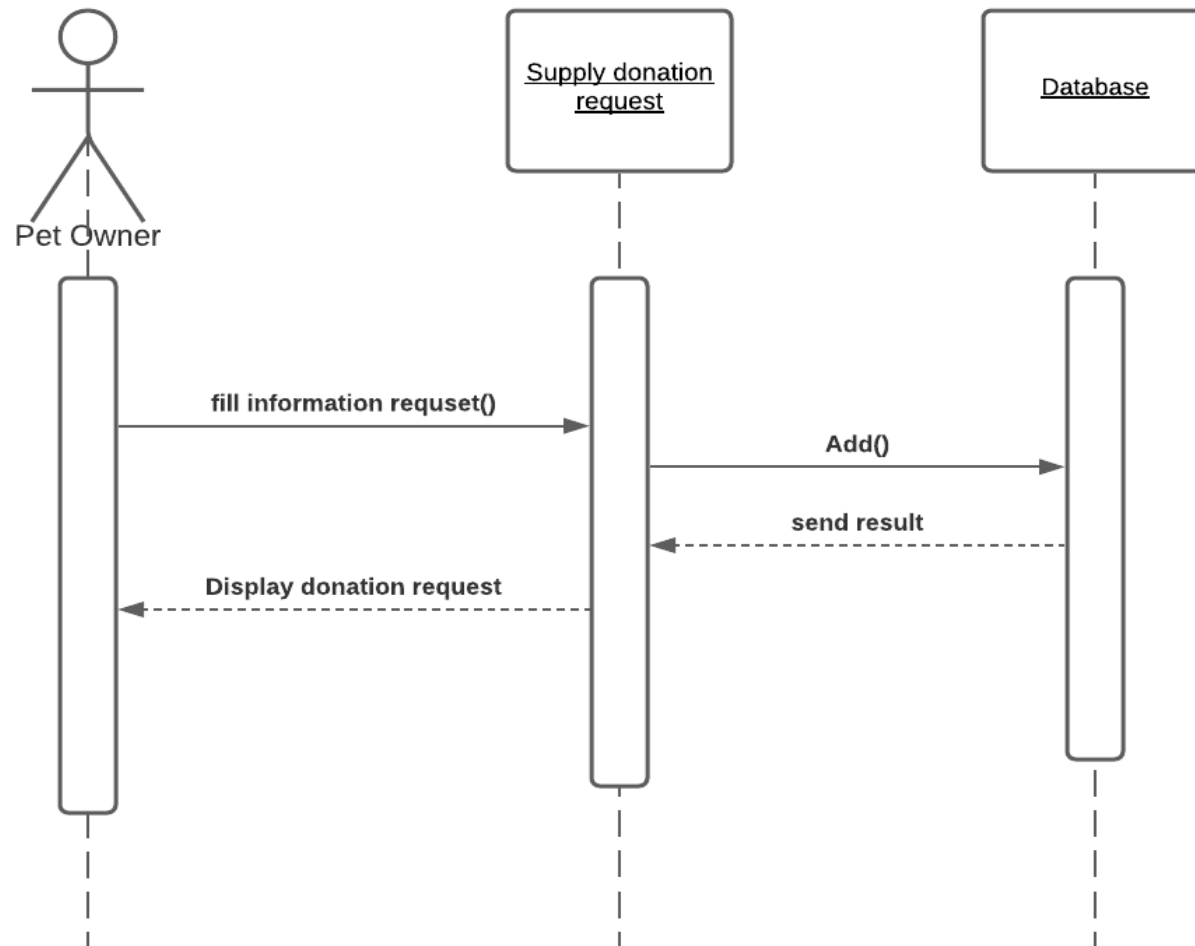 Supply donation
request
Database
Pet Owner
fill information requset()
Add()
send result
Display donation request